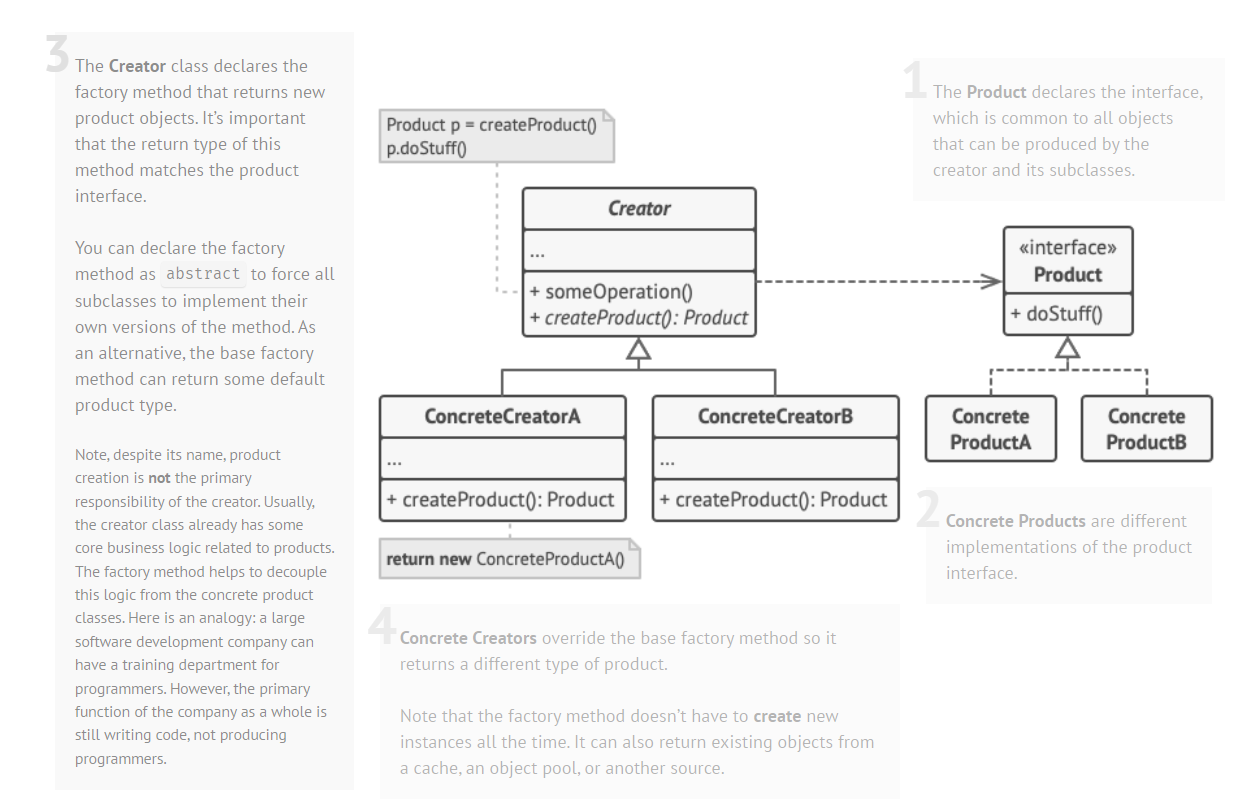 3
The Creator class declares the
factory method that returns new
product objects. It's important
that the return type of this
method matches the product
interface.
You can declare the factory
method as abstract to force all
subclasses to implement their
own versions of the method. As
an alternative, the base factory
method can return some default
product type.
Note, despite its name, product
creation is not the primary
responsibility of the creator. Usually,
the creator class already has some
core business logic related to products.
The factory method helps to decouple
this logic from the concrete product
classes. Here is an analogy: a large
software development company can
have a training department for
programmers. However, the primary
function of the company as a whole is
still writing code, not producing
programmers.
Product p = createProduct()
p.doStuff()
Creator
...
+ someOperation()
+ createProduct(): Product
ConcreteCreatorA
...
+ createProduct(): Product
ConcreteCreatorB
...
+ createProduct(): Product
return new ConcreteProductA()
1
The Product declares the interface,
which is common to all objects
that can be produced by the
creator and its subclasses.
«interface»
Product
+ doStuff()
Concrete
ProductA
Concrete
ProductB
2
Concrete Products are different
implementations of the product
interface.
4
Concrete Creators override the base factory method so it
returns a different type of product.
Note that the factory method doesn't have to create new
instances all the time. It can also return existing objects from
a cache, an object pool, or another source.